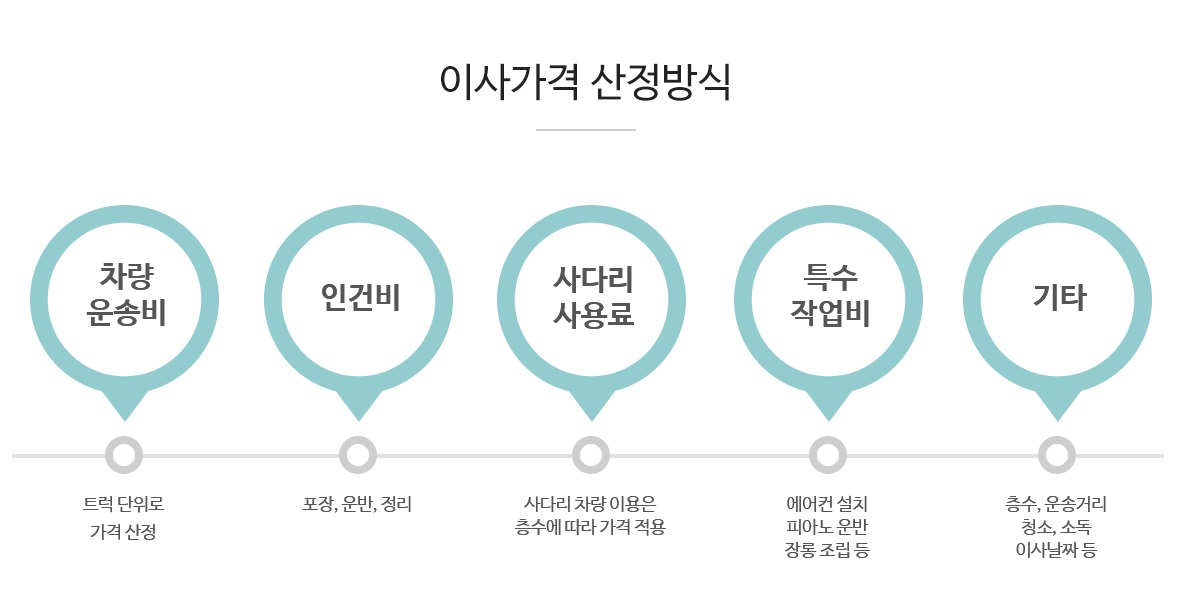 이사가격 산정방식
차량
운송비
인건비
사다리
사용료
특수
작업비
기타
트럭 단위로
가격 산정
포장, 운반, 정리
사다리 차량 이용은
층수에 따라 가격 적용
에어컨 설치
피아노 운반
장롱 조립 등
층수, 운송거리
청소, 소독
이사날짜 등